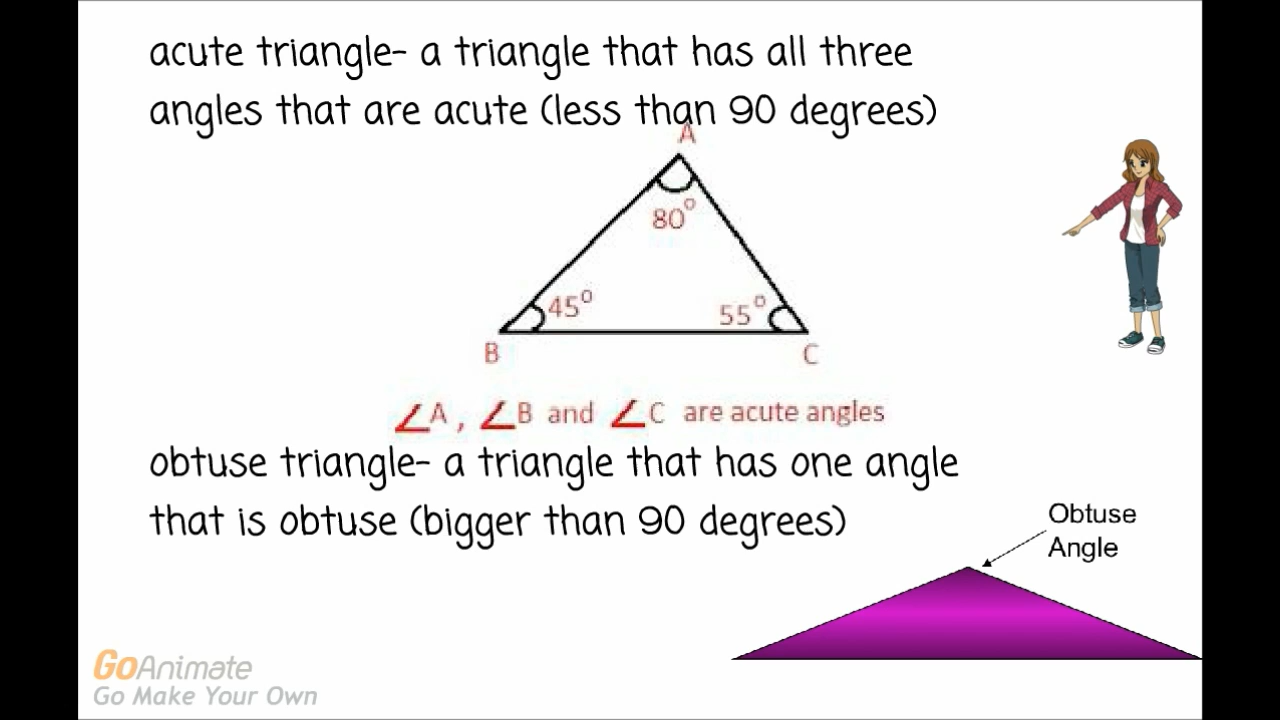 acute triangle- a triangle that has all three
angles that are acute (less than 90 degrees)
A
80°
45°
55°
B
C
∠A , ∠B and ∠C are acute angles
obtuse triangle- a triangle that has one angle
that is obtuse (bigger than 90 degrees)
Obtuse
Angle
GoAnimate
Go Make Your Own